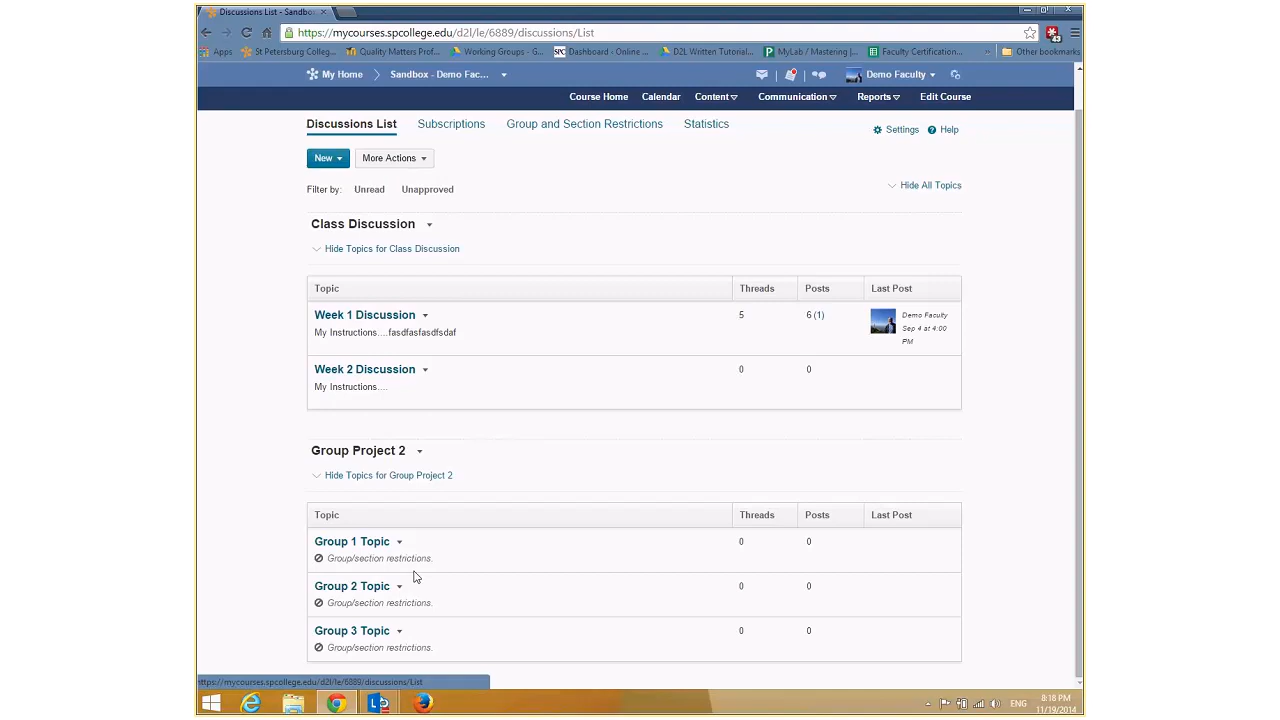 Discussions List - Sandbo
https://mycourses.spcollege.edu/d2l/le/6889/discussions/List
Apps St Petersburg Colleg... Quality Matters Prof... Working Groups - G... SPC Dashboard - Online ... D2L Written Tutorial... MyLab / Mastering |... Faculty Certification... » Other bookmarks
43
My Home Sandbox - Demo Fac... Demo Faculty
Course Home Calendar Content Communication Reports Edit Course
Discussions List Subscriptions Group and Section Restrictions Statistics Settings Help
New More Actions
Filter by: Unread Unapproved Hide All Topics
Class Discussion
Hide Topics for Class Discussion
Topic Threads Posts Last Post
Week 1 Discussion 5 6 (1) Demo Faculty
My Instructions....fasdfasfasdfsdaf Sep 4 at 4:00
PM
Week 2 Discussion 0 0
My Instructions....
Group Project 2
Hide Topics for Group Project 2
Topic Threads Posts Last Post
Group 1 Topic 0 0
Group/section restrictions.
Group 2 Topic 0 0
Group/section restrictions.
Group 3 Topic 0 0
Group/section restrictions.
https://mycourses.spcollege.edu/d2l/le/6889/discussions/List
ENG 8:18 PM
11/19/2014